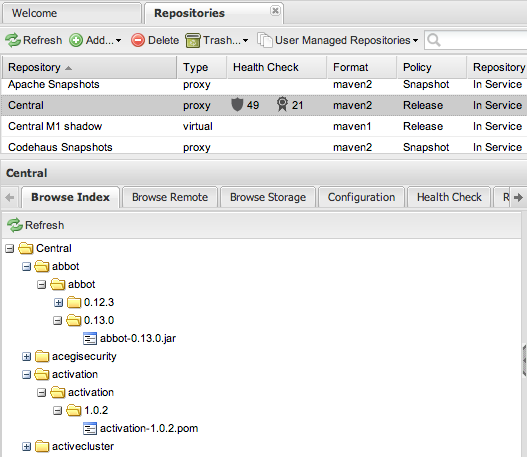 Welcome Repositories
Refresh Add... Delete Trash... User Managed Repositories
Repository Type Health Check Format Policy Repository
Apache Snapshots proxy maven2 Snapshot In Service
Central proxy 49 21 maven2 Release In Service
Central M1 shadow virtual maven1 Release In Service
Codehaus Snapshots proxy maven2 Snapshot In Service
Central
Browse Index Browse Remote Browse Storage Configuration Health Check R
Refresh
Central
abbot
abbot
0.12.3
0.13.0
abbot-0.13.0.jar
acegisecurity
activation
activation
1.0.2
activation-1.0.2.pom
activecluster